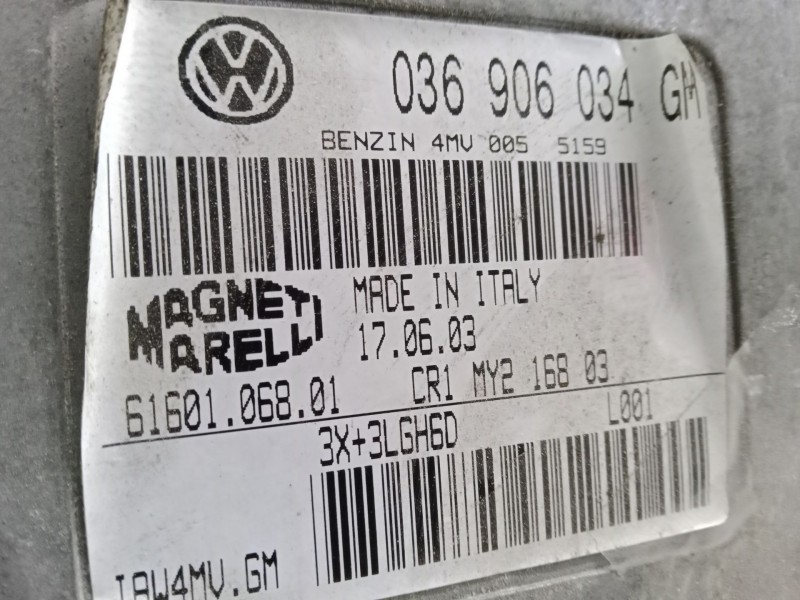 036 906 034 GM
BENZIN 4MV 005 5159
MAGNETI
MARELLI
MADE IN ITALY
17.06.03
61601.068.01
CR1 MY2 168 03
3X+3LGH6D
L001
IAW4MV.GM